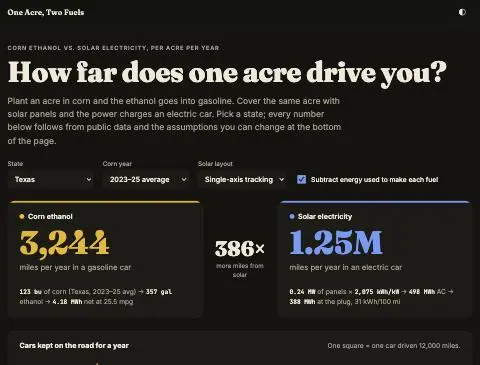 One Acre, Two Fuels
CORN ETHANOL VS. SOLAR ELECTRICITY, PER ACRE PER YEAR
How far does one acre drive you?
Plant an acre in corn and the ethanol goes into gasoline. Cover the same acre with
solar panels and the power charges an electric car. Pick a state; every number
below follows from public data and the assumptions you can change at the bottom
of the page.
State
Corn year
Solar layout
Texas
2023–25 average
Single-axis tracking
Subtract energy used to make each fuel
Corn ethanol
3,244
miles per year in a gasoline car
123 bu of corn (Texas, 2023–25 avg) → 357 gal
ethanol → 4.18 MWh net at 25.5 mpg
386×
more miles from
solar
Solar electricity
1.25M
miles per year in an electric car
0.24 MW of panels × 2,075 kWh/kW → 498 MWh AC →
388 MWh at the plug, 31 kWh/100 mi
Cars kept on the road for a year
One square = one car driven 12,000 miles.